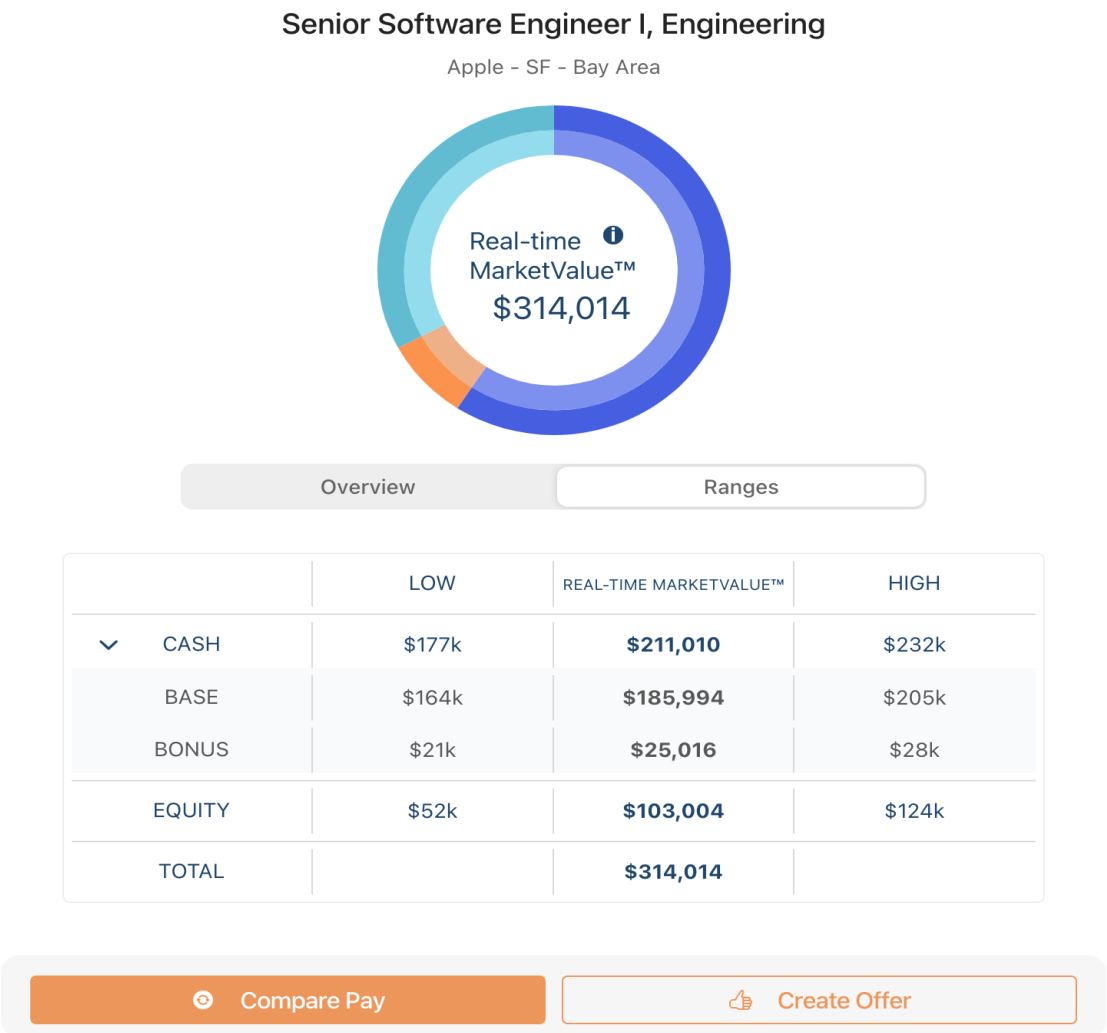 Senior Software Engineer I, Engineering
Apple - SF - Bay Area
Real-time
MarketValue™
$314,014
Overview Ranges
LOW REAL-TIME MARKETVALUE™ HIGH
CASH $177k $211,010 $232k
BASE $164k $185,994 $205k
BONUS $21k $25,016 $28k
EQUITY $52k $103,004 $124k
TOTAL $314,014
Compare Pay Create Offer